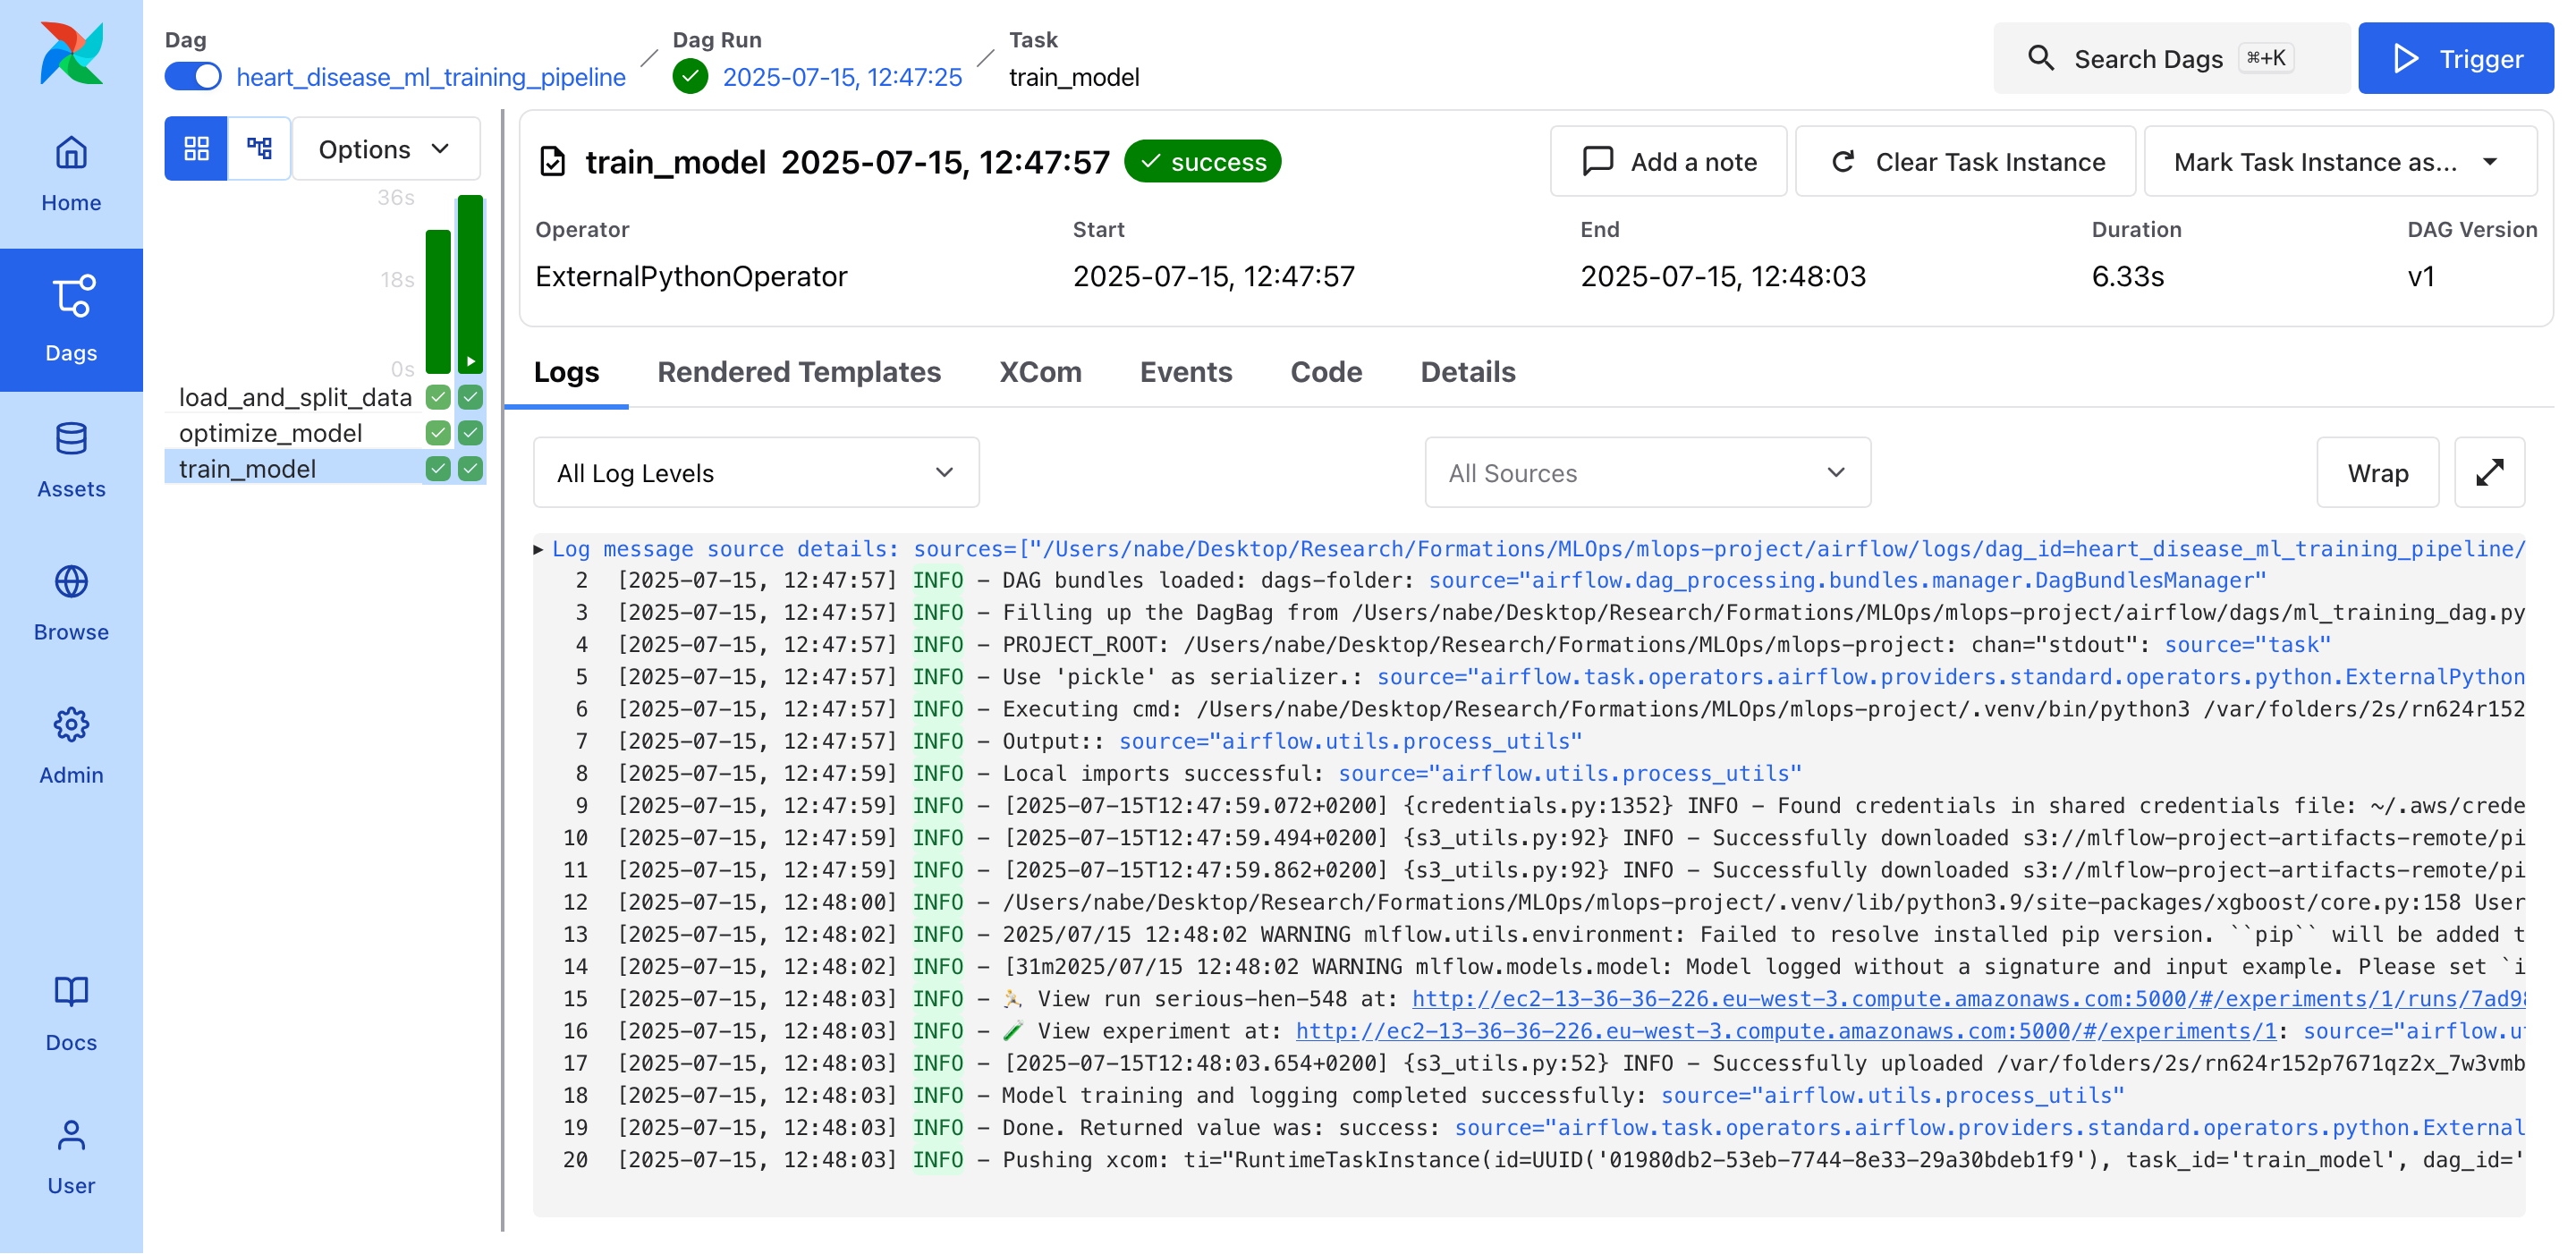 Dag
heart_disease_ml_training_pipeline
Dag Run
2025-07-15, 12:47:25
Task
train_model
Search Dags ⌘+K
Trigger
Home
Dags
Assets
Browse
Admin
Docs
User
Options
36s
18s
0s
load_and_split_data
optimize_model
train_model
train_model 2025-07-15, 12:47:57 success
Add a note
Clear Task Instance
Mark Task Instance as...
Operator Start End Duration DAG Version
ExternalPythonOperator 2025-07-15, 12:47:57 2025-07-15, 12:48:03 6.33s v1
Logs Rendered Templates XCom Events Code Details
All Log Levels
All Sources
Wrap
Log message source details: sources=["/Users/nabe/Desktop/Research/Formations/MLOps/mlops-project/airflow/logs/dag_id=heart_disease_ml_training_pipeline/
2 [2025-07-15, 12:47:57] INFO - DAG bundles loaded: dags-folder: source="airflow.dag_processing.bundles.manager.DagBundlesManager"
3 [2025-07-15, 12:47:57] INFO - Filling up the DagBag from /Users/nabe/Desktop/Research/Formations/MLOps/mlops-project/airflow/dags/ml_training_dag.py
4 [2025-07-15, 12:47:57] INFO - PROJECT_ROOT: /Users/nabe/Desktop/Research/Formations/MLOps/mlops-project: chan="stdout": source="task"
5 [2025-07-15, 12:47:57] INFO - Use 'pickle' as serializer.: source="airflow.task.operators.airflow.providers.standard.operators.python.ExternalPython
6 [2025-07-15, 12:47:57] INFO - Executing cmd: /Users/nabe/Desktop/Research/Formations/MLOps/mlops-project/.venv/bin/python3 /var/folders/2s/rn624r152
7 [2025-07-15, 12:47:57] INFO - Output:: source="airflow.utils.process_utils"
8 [2025-07-15, 12:47:59] INFO - Local imports successful: source="airflow.utils.process_utils"
9 [2025-07-15, 12:47:59] INFO - [2025-07-15T12:47:59.072+0200] {credentials.py:1352} INFO - Found credentials in shared credentials file: ~/.aws/crede
10 [2025-07-15, 12:47:59] INFO - [2025-07-15T12:47:59.494+0200] {s3_utils.py:92} INFO - Successfully downloaded s3://mlflow-project-artifacts-remote/pi
11 [2025-07-15, 12:47:59] INFO - [2025-07-15T12:47:59.862+0200] {s3_utils.py:92} INFO - Successfully downloaded s3://mlflow-project-artifacts-remote/pi
12 [2025-07-15, 12:48:00] INFO - /Users/nabe/Desktop/Research/Formations/MLOps/mlops-project/.venv/lib/python3.9/site-packages/xgboost/core.py:158 User
13 [2025-07-15, 12:48:02] INFO - 2025/07/15 12:48:02 WARNING mlflow.utils.environment: Failed to resolve installed pip version. ``pip`` will be added t
14 [2025-07-15, 12:48:02] INFO - [31m2025/07/15 12:48:02 WARNING mlflow.models.model: Model logged without a signature and input example. Please set `i
15 [2025-07-15, 12:48:03] INFO - 🏃 View run serious-hen-548 at: http://ec2-13-36-36-226.eu-west-3.compute.amazonaws.com:5000/#/experiments/1/runs/7ad98
16 [2025-07-15, 12:48:03] INFO - 🧪 View experiment at: http://ec2-13-36-36-226.eu-west-3.compute.amazonaws.com:5000/#/experiments/1: source="airflow.ut
17 [2025-07-15, 12:48:03] INFO - [2025-07-15T12:48:03.654+0200] {s3_utils.py:52} INFO - Successfully uploaded /var/folders/2s/rn624r152p7671qz2x_7w3vmb
18 [2025-07-15, 12:48:03] INFO - Model training and logging completed successfully: source="airflow.utils.process_utils"
19 [2025-07-15, 12:48:03] INFO - Done. Returned value was: success: source="airflow.task.operators.airflow.providers.standard.operators.python.External
20 [2025-07-15, 12:48:03] INFO - Pushing xcom: ti="RuntimeTaskInstance(id=UUID('01980db2-53eb-7744-8e33-29a30bdeb1f9'), task_id='train_model', dag_id='